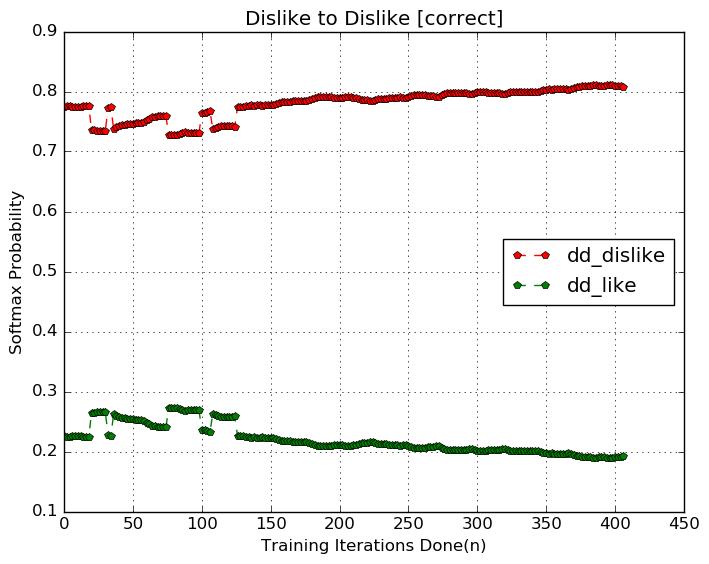 Dislike to Dislike [correct]
0.9
0.8
0.7
0.6
0.5
0.4
0.3
0.2
0.1
Softmax Probability
dd_dislike
dd_like
0 50 100 150 200 250 300 350 400 450
Training Iterations Done(n)